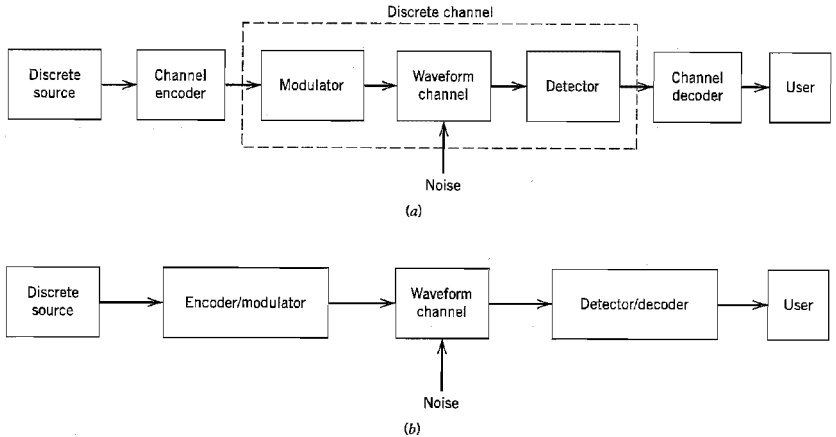 Discrete channel
Discrete
source
Channel
encoder
Modulator
Waveform
channel
Detector
Channel
decoder
User
Noise
(a)
Discrete
source
Encoder/modulator
Waveform
channel
Detector/decoder
User
Noise
(b)